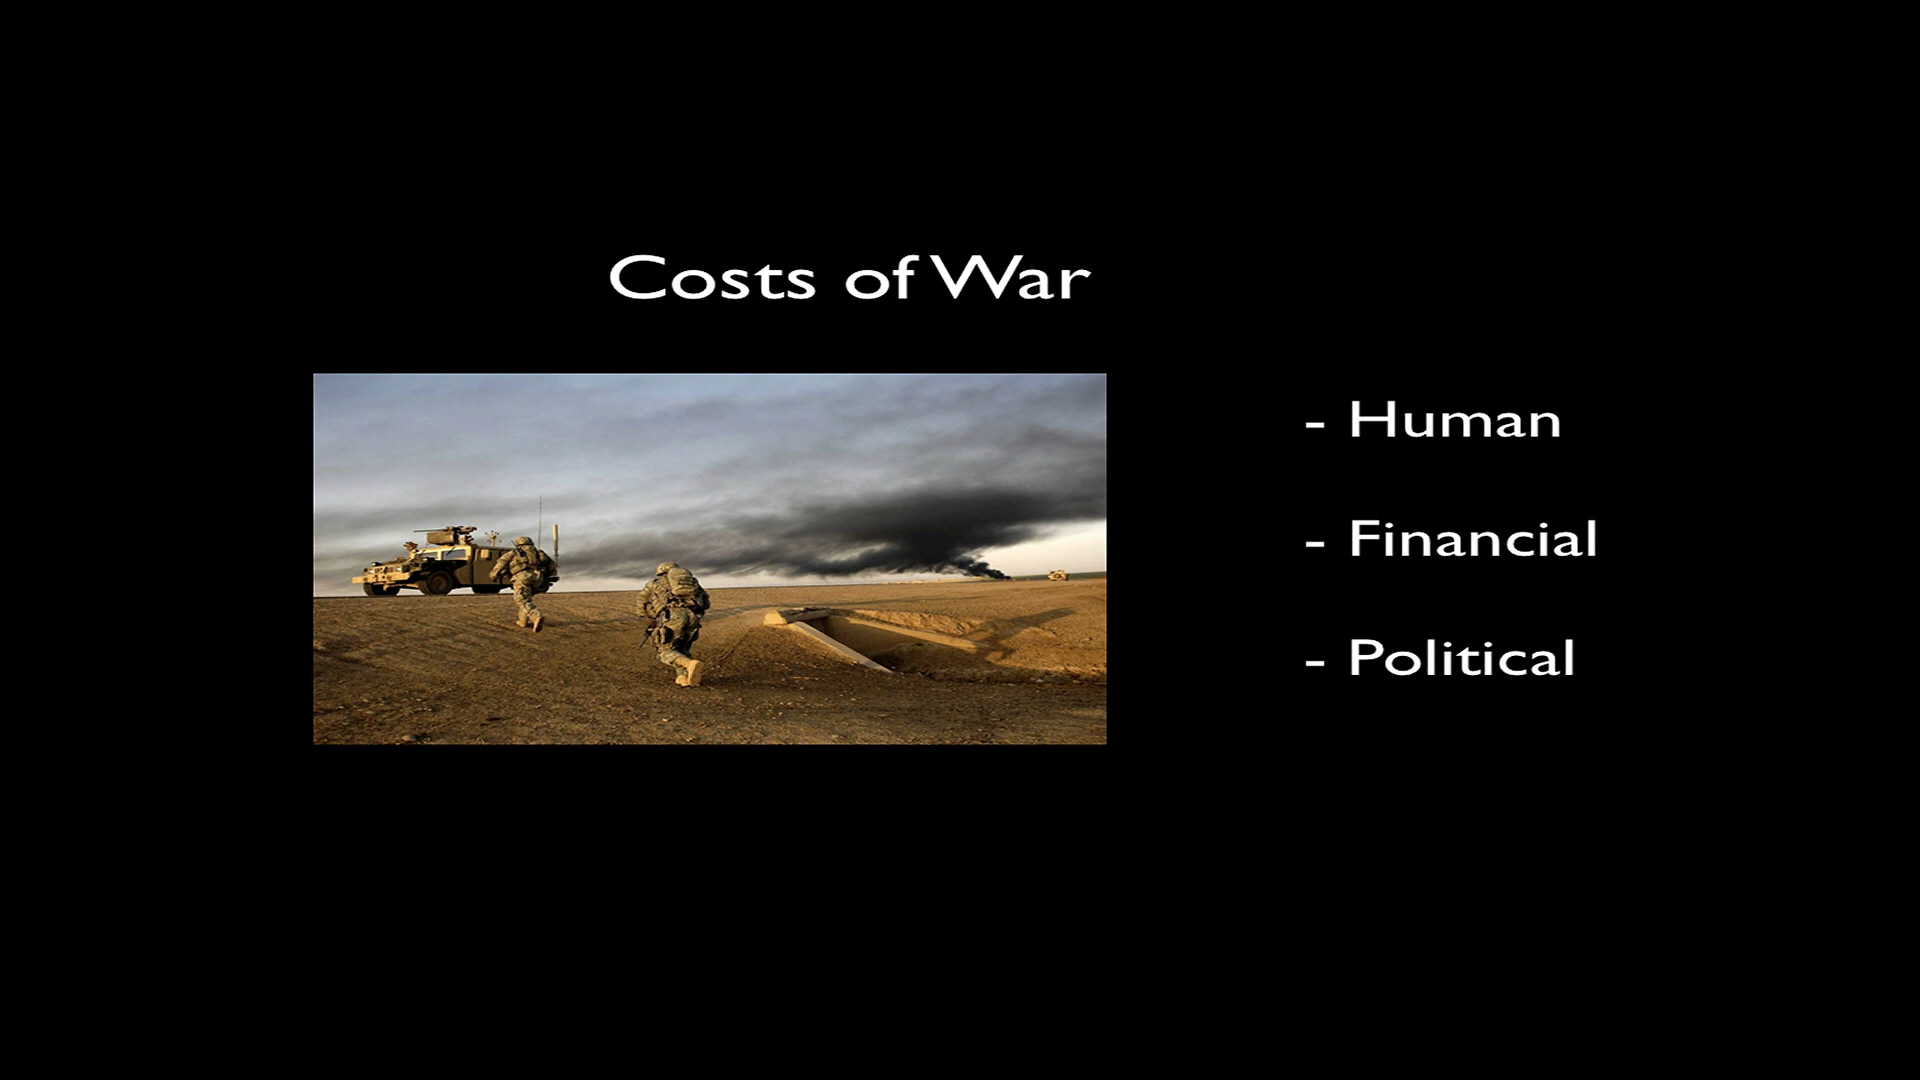 Costs of War
- Human
- Financial
- Political